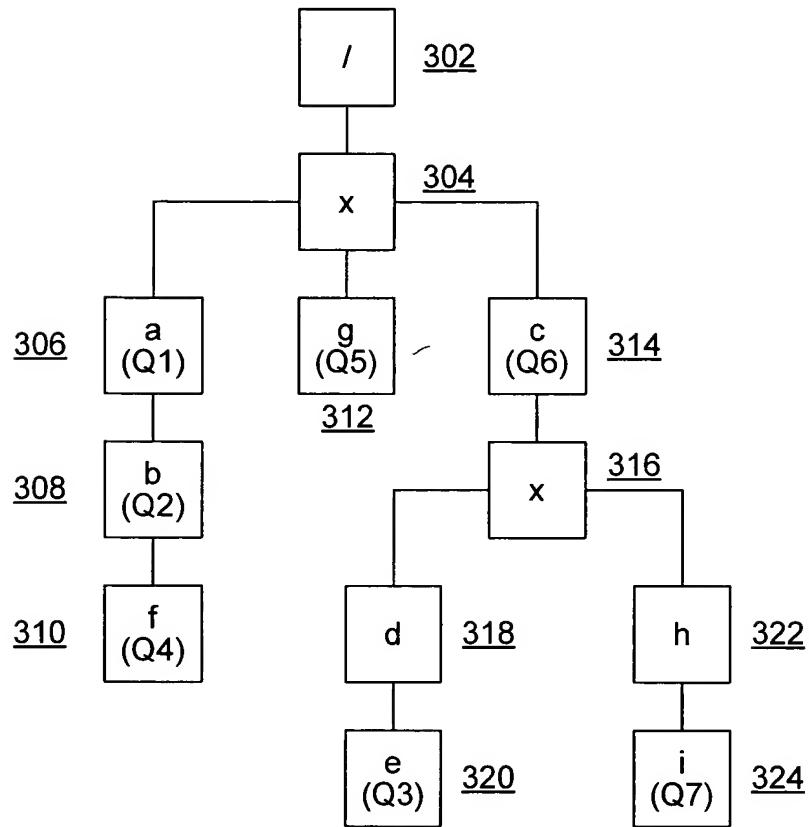 /
302
304
x
306
a
(Q1)
g
(Q5)
c
(Q6)
314
312
308
b
(Q2)
316
x
310
f
(Q4)
d
318
h
322
e
(Q3)
320
i
(Q7)
324